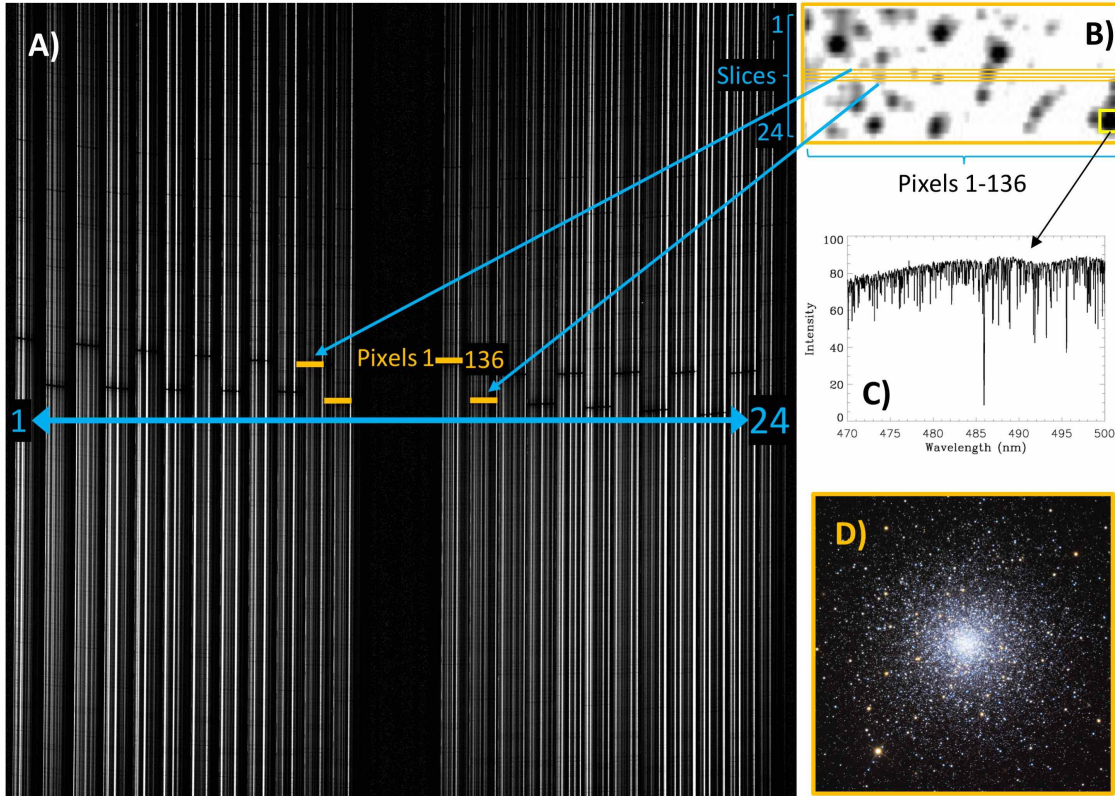 A)
1
Slices
24
B)
Pixels 1-136
Pixels 1
136
1
24
100
80
60
40
20
0
Intensity
C)
470 475 480 485 490 495 500
Wavelength (nm)
D)